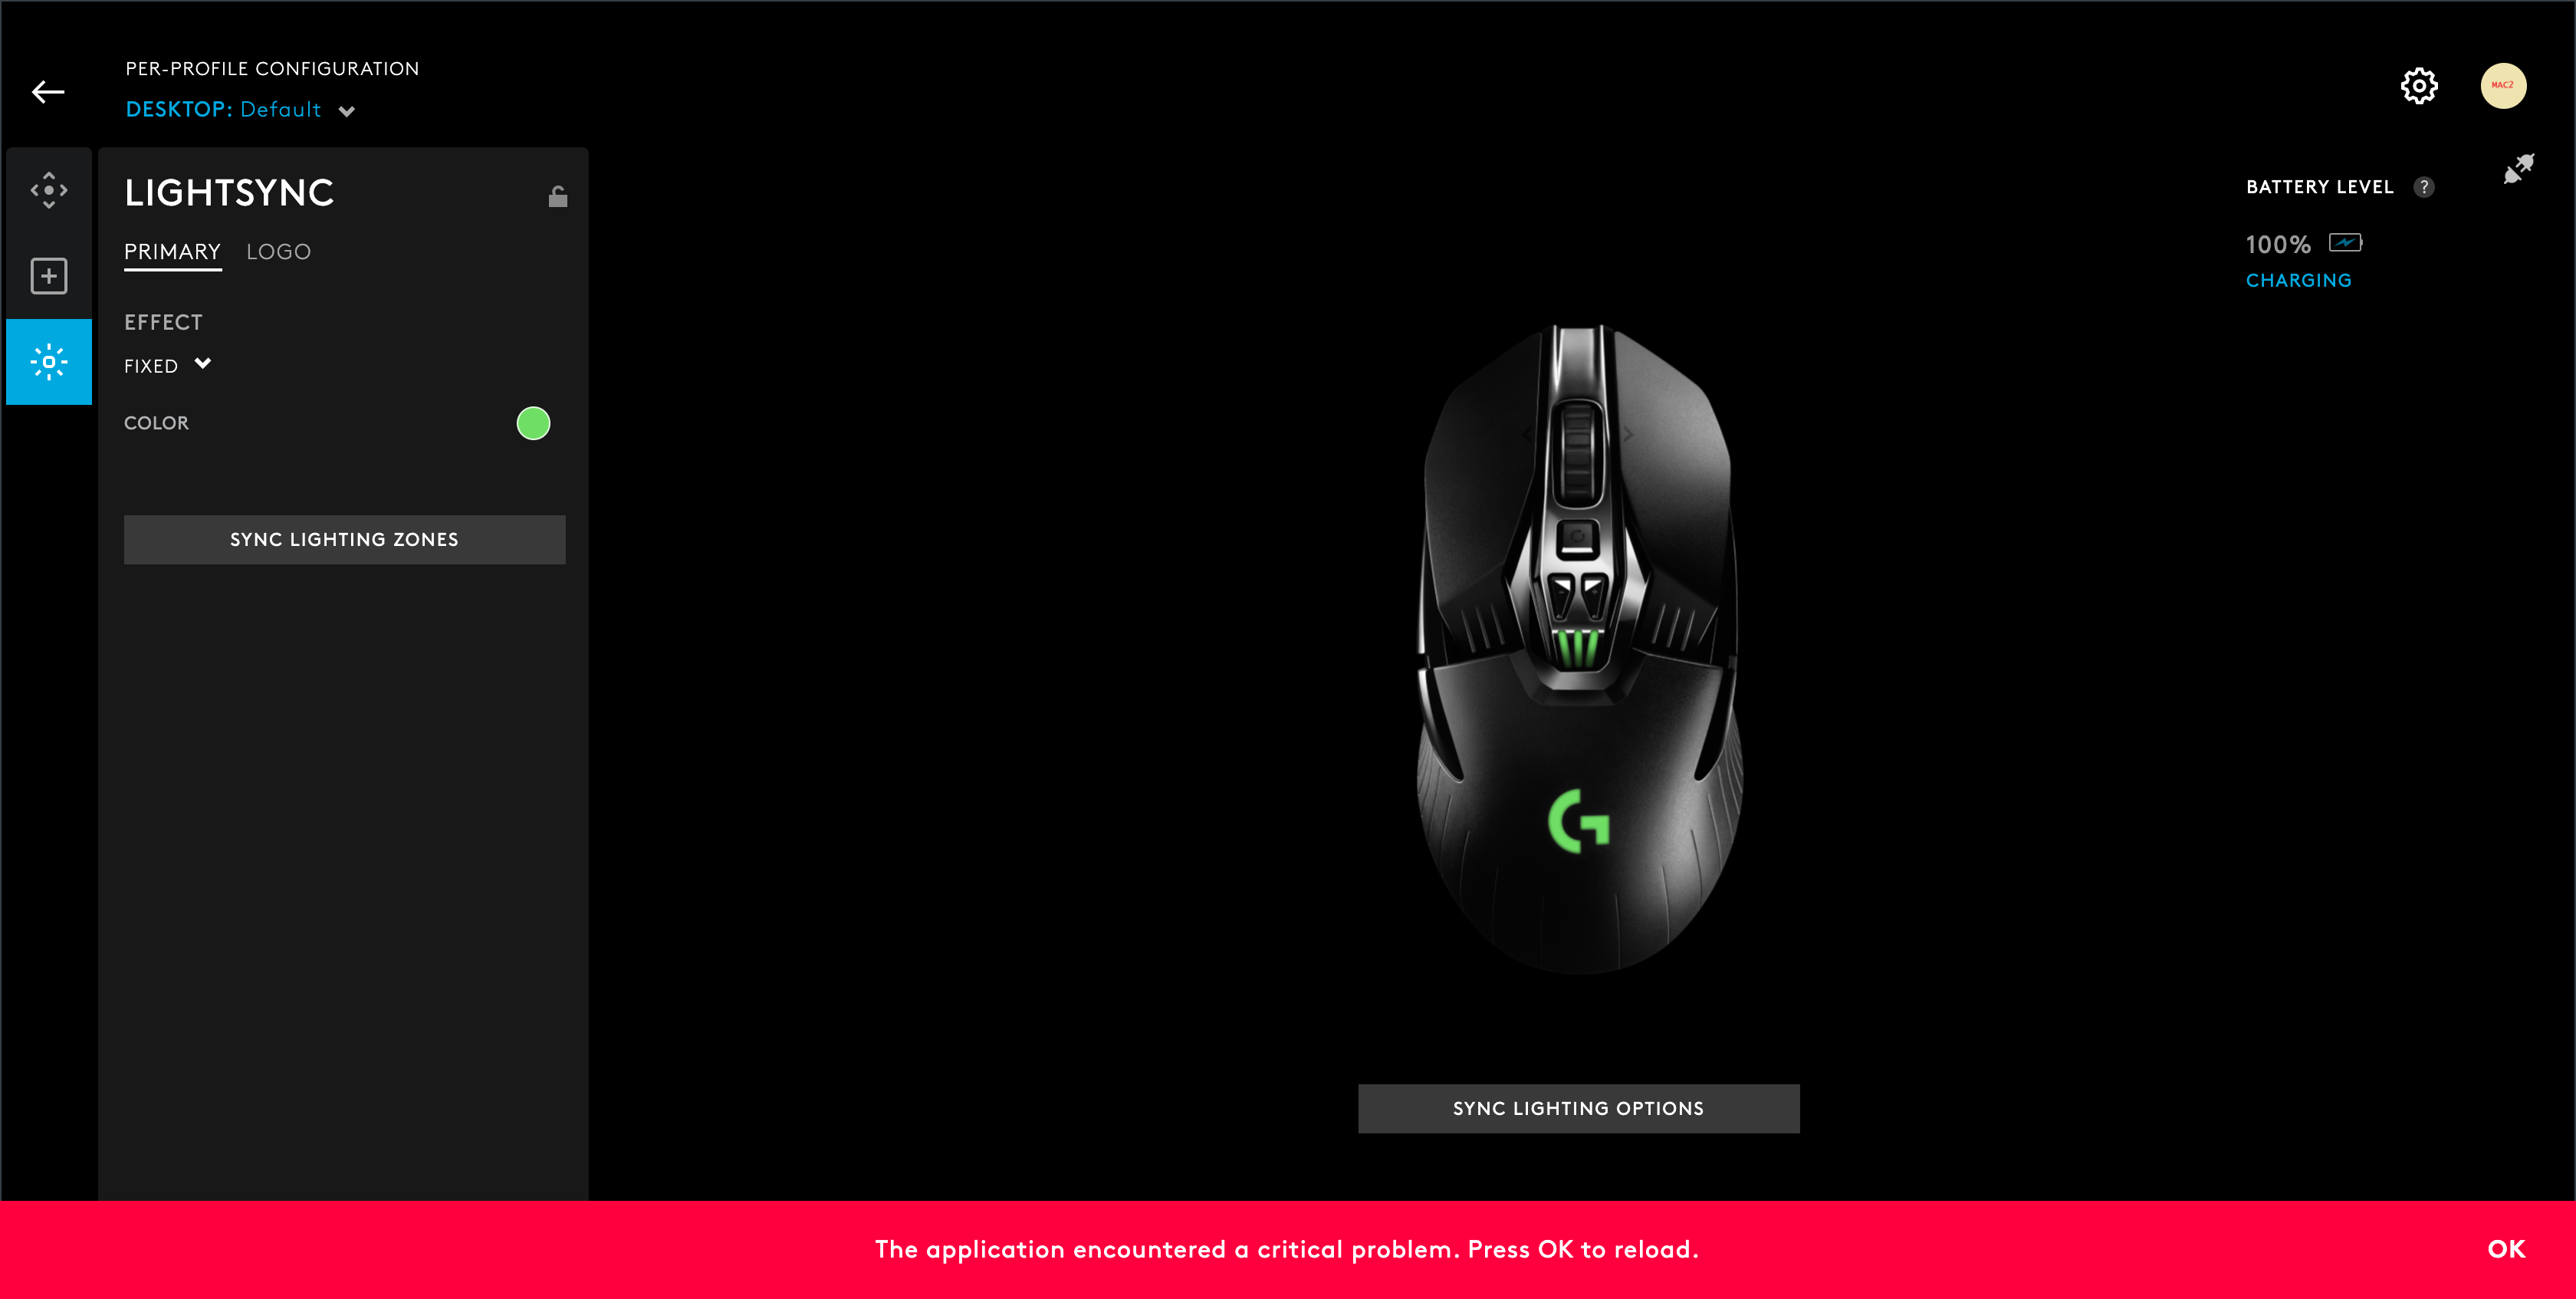 PER-PROFILE CONFIGURATION
DESKTOP: Default
MAC2
LIGHTSYNC
PRIMARY LOGO
EFFECT
FIXED
COLOR
SYNC LIGHTING ZONES
BATTERY LEVEL ?
100%
CHARGING
G
SYNC LIGHTING OPTIONS
The application encountered a critical problem. Press OK to reload.
OK